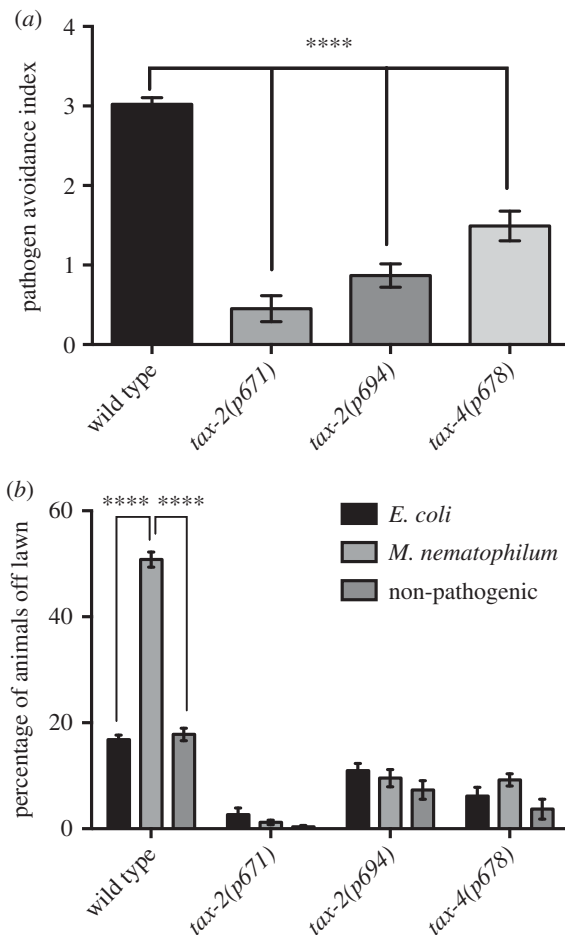 (a)
4
3
2
1
0
pathogen avoidance index
****
wild type
tax-2(p671)
tax-2(p694)
tax-4(p678)
(b)
60
40
20
0
percentage of animals off lawn
**** ****
E. coli
M. nematophilum
non-pathogenic
wild type
tax-2(p671)
tax-2(p694)
tax-4(p678)